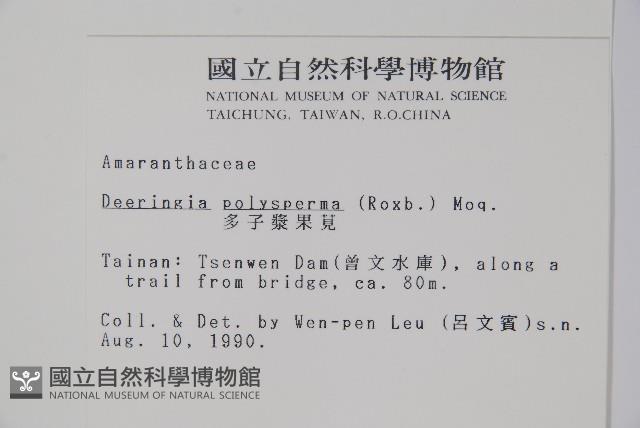 國立自然科學博物館
NATIONAL MUSEUM OF NATURAL SCIENCE
TAICHUNG, TAIWAN, R.O.CHINA
Amaranthaceae
Deeringia polysperma (Roxb.) Moq.
多子漿果莧
Tainan: Tsenwen Dam(曾文水庫), along a
trail from bridge, ca. 80m.
Coll. & Det. by Wen-pen Leu (呂文賓)s.n.
Aug. 10, 1990.
國立自然科學博物館
NATIONAL MUSEUM OF NATURAL SCIENCE